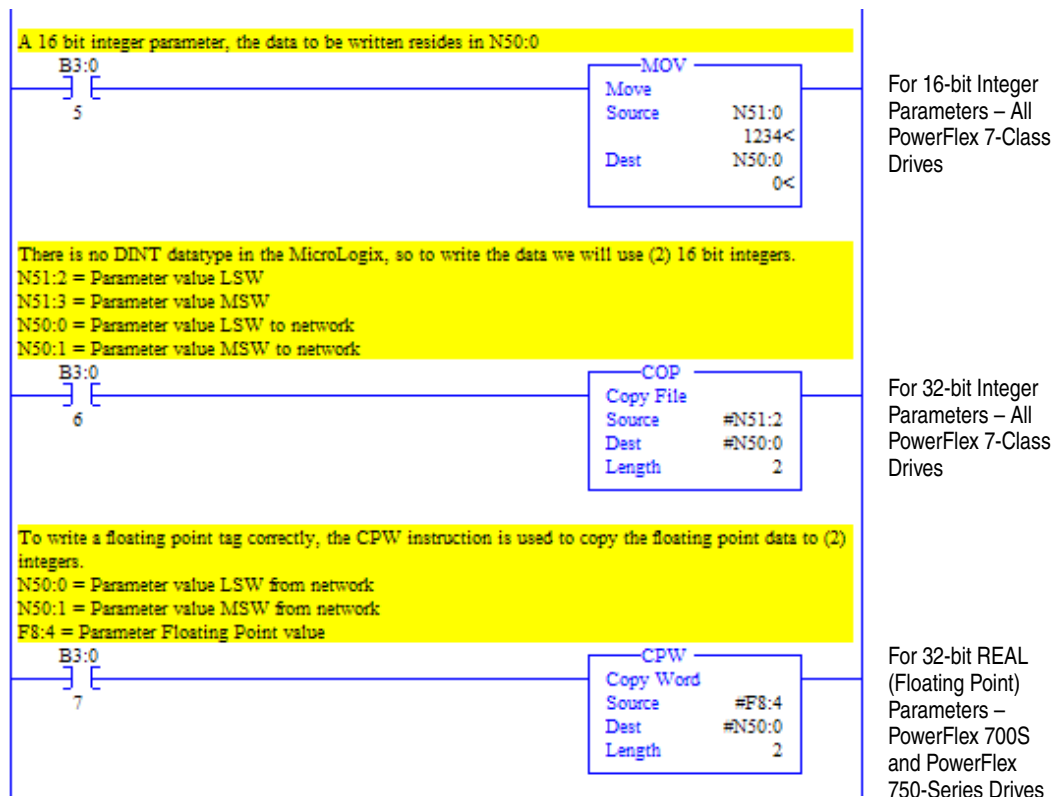 A 16 bit integer parameter, the data to be written resides in N50:0
B3:0
5
MOV
Move
Source N51:0
1234<
Dest N50:0
0<
For 16-bit Integer
Parameters – All
PowerFlex 7-Class
Drives
There is no DINT datatype in the MicroLogix, so to write the data we will use (2) 16 bit integers.
N51:2 = Parameter value LSW
N51:3 = Parameter value MSW
N50:0 = Parameter value LSW to network
N50:1 = Parameter value MSW to network
B3:0
6
COP
Copy File
Source #N51:2
Dest #N50:0
Length 2
For 32-bit Integer
Parameters – All
PowerFlex 7-Class
Drives
To write a floating point tag correctly, the CPW instruction is used to copy the floating point data to (2)
integers.
N50:0 = Parameter value LSW from network
N50:1 = Parameter value MSW from network
F8:4 = Parameter Floating Point value
B3:0
7
CPW
Copy Word
Source #F8:4
Dest #N50:0
Length 2
For 32-bit REAL
(Floating Point)
Parameters –
PowerFlex 700S
and PowerFlex
750-Series Drives